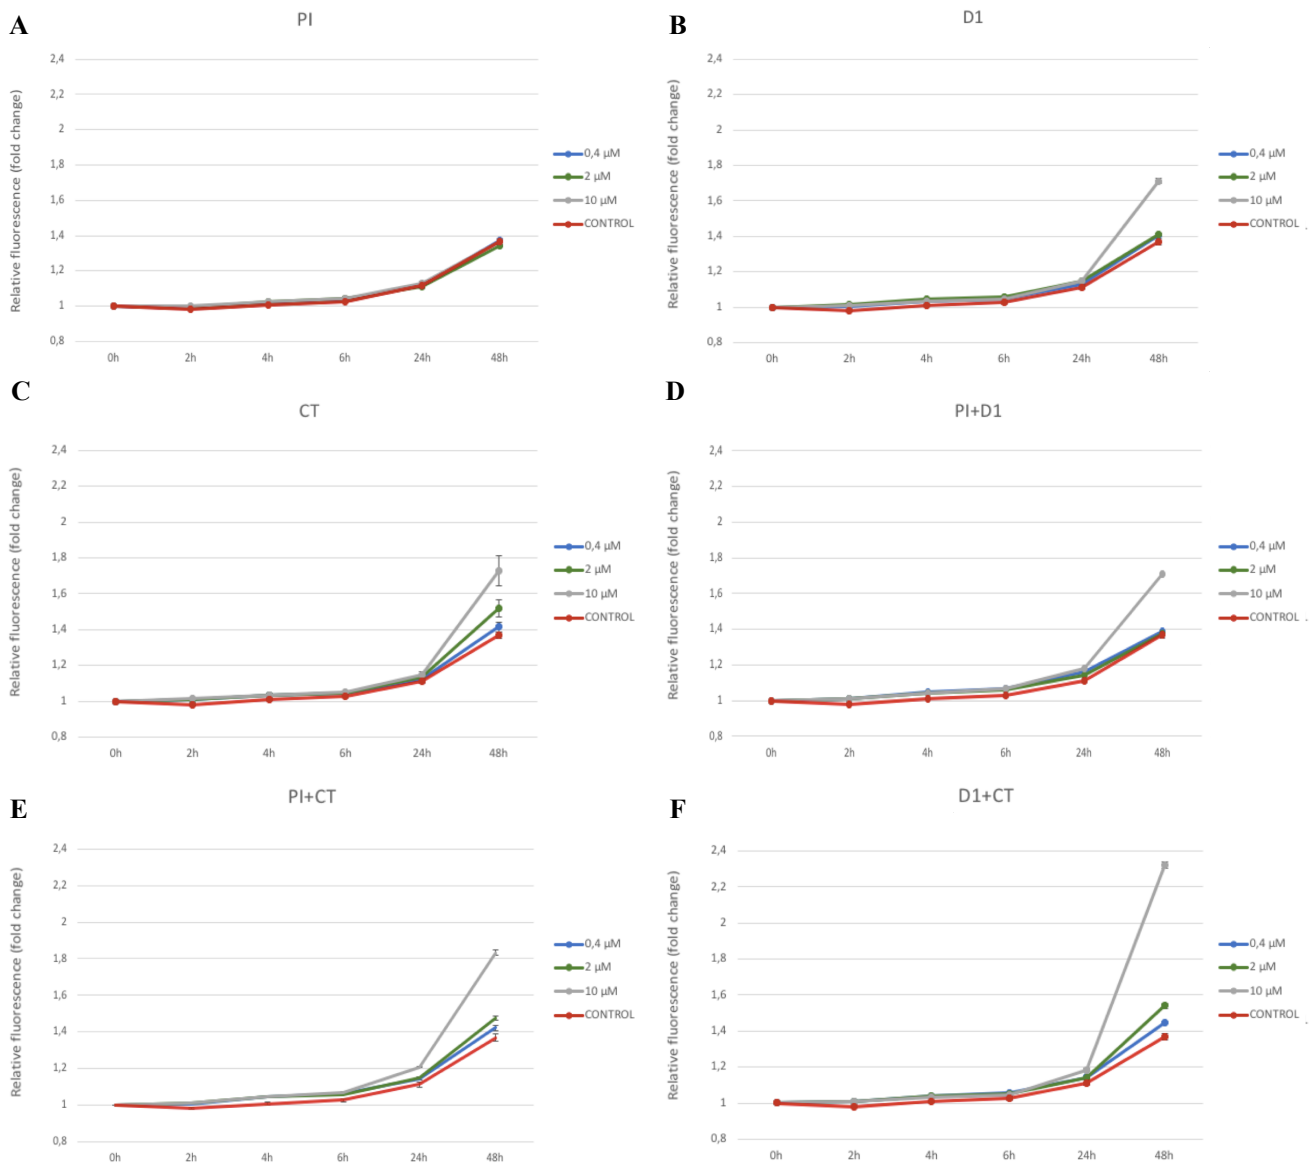 A
PI
Relative fluorescence (fold change)
2,4
2,2
2
1,8
1,6
1,4
1,2
1
0,8
0h 2h 4h 6h 24h 48h
0,4 µM
2 µM
10 µM
CONTROL
B
D1
Relative fluorescence (fold change)
2,4
2,2
2
1,8
1,6
1,4
1,2
1
0,8
0h 2h 4h 6h 24h 48h
0,4 µM
2 µM
10 µM
CONTROL
C
CT
Relative fluorescence (fold change)
2,4
2,2
2
1,8
1,6
1,4
1,2
1
0,8
0h 2h 4h 6h 24h 48h
0,4 µM
2 µM
10 µM
CONTROL
D
PI+D1
Relative fluorescence (fold change)
2,4
2,2
2
1,8
1,6
1,4
1,2
1
0,8
0h 2h 4h 6h 24h 48h
0,4 µM
2 µM
10 µM
CONTROL
E
PI+CT
Relative fluorescence (fold change)
2,4
2,2
2
1,8
1,6
1,4
1,2
1
0,8
0h 2h 4h 6h 24h 48h
0,4 µM
2 µM
10 µM
CONTROL
F
D1+CT
Relative fluorescence (fold change)
2,4
2,2
2
1,8
1,6
1,4
1,2
1
0,8
0h 2h 4h 6h 24h 48h
0,4 µM
2 µM
10 µM
CONTROL